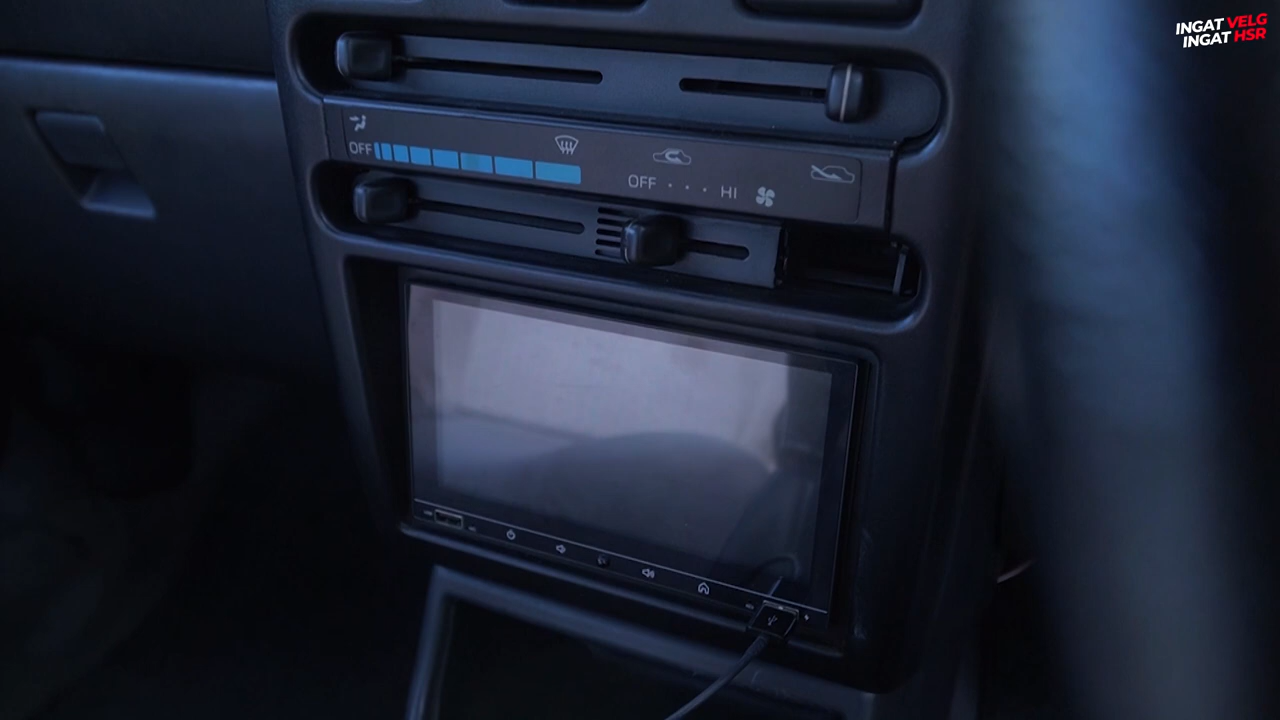 INGAT VELG
INGAT HSR
OFF
OFF . . . HI